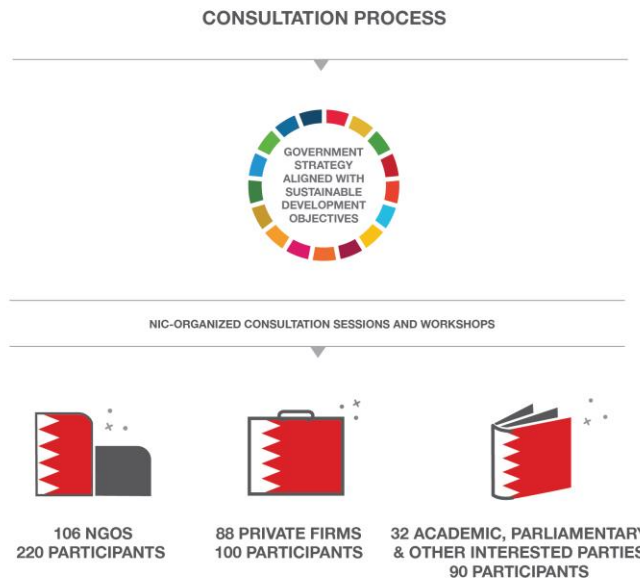 CONSULTATION PROCESS
GOVERNMENT
STRATEGY
ALIGNED WITH
SUSTAINABLE
DEVELOPMENT
OBJECTIVES
NIC-ORGANIZED CONSULTATION SESSIONS AND WORKSHOPS
106 NGOS
220 PARTICIPANTS
88 PRIVATE FIRMS
100 PARTICIPANTS
32 ACADEMIC, PARLIAMENTARY
& OTHER INTERESTED PARTIES
90 PARTICIPANTS